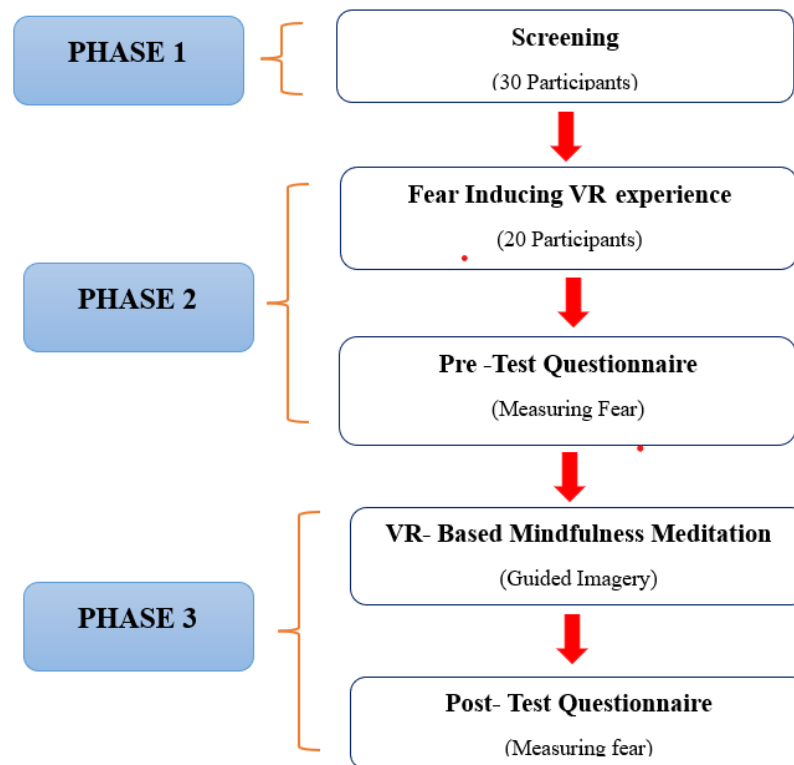 PHASE 1
Screening
(30 Participants)
Fear Inducing VR experience
(20 Participants)
PHASE 2
Pre -Test Questionnaire
(Measuring Fear)
VR- Based Mindfulness Meditation
(Guided Imagery)
PHASE 3
Post- Test Questionnaire
(Measuring fear)